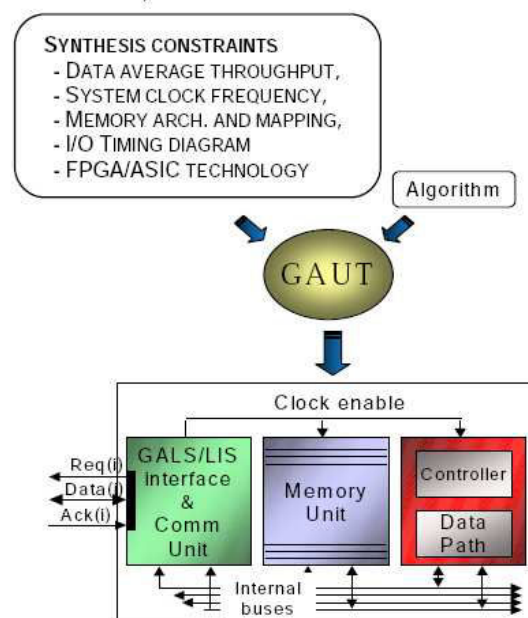 SYNTHESIS CONSTRAINTS
- DATA AVERAGE THROUGHPUT,
- SYSTEM CLOCK FREQUENCY,
- MEMORY ARCH. AND MAPPING,
- I/O TIMING DIAGRAM
- FPGA/ASIC TECHNOLOGY
Algorithm
GAUT
Clock enable
Req(i)
Data(i)
Ack(i)
GALS/LIS
interface
&
Comm
Unit
Memory
Unit
Controller
Data
Path
Internal
buses